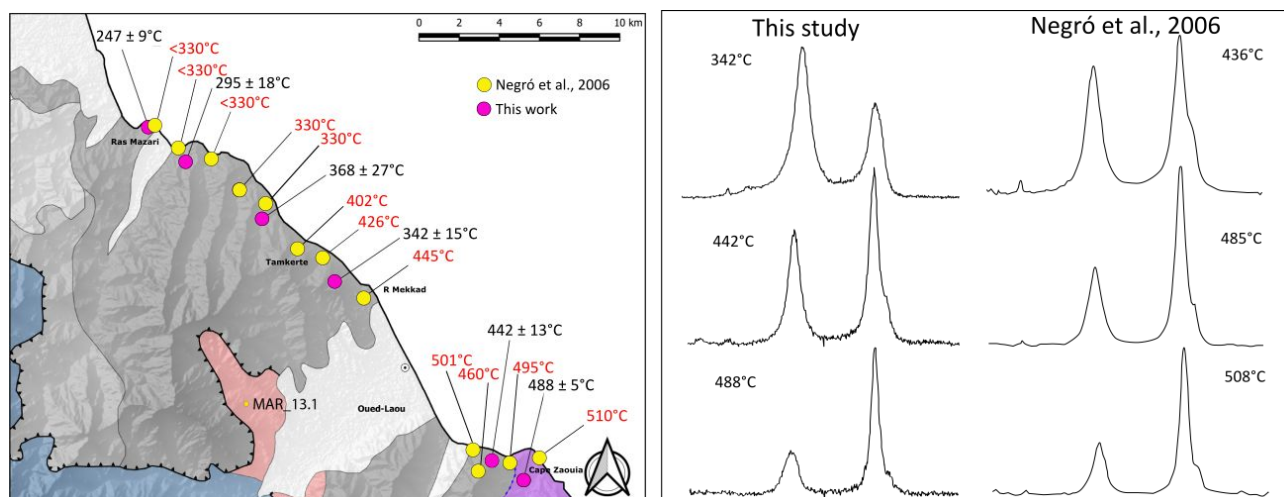 0 2 4 6 8 10 km
Negró et al., 2006
This work
247 ± 9°C
<330°C
<330°C
295 ± 18°C
<330°C
330°C
330°C
368 ± 27°C
402°C
426°C
342 ± 15°C
445°C
442 ± 13°C
501°C
460°C
495°C
488 ± 5°C
510°C
Ras Mazari
Tamkerte
R Mekkad
MAR_13.1
Oued-Laou
Cape Zaouia
This study
Negró et al., 2006
342°C
436°C
442°C
485°C
488°C
508°C